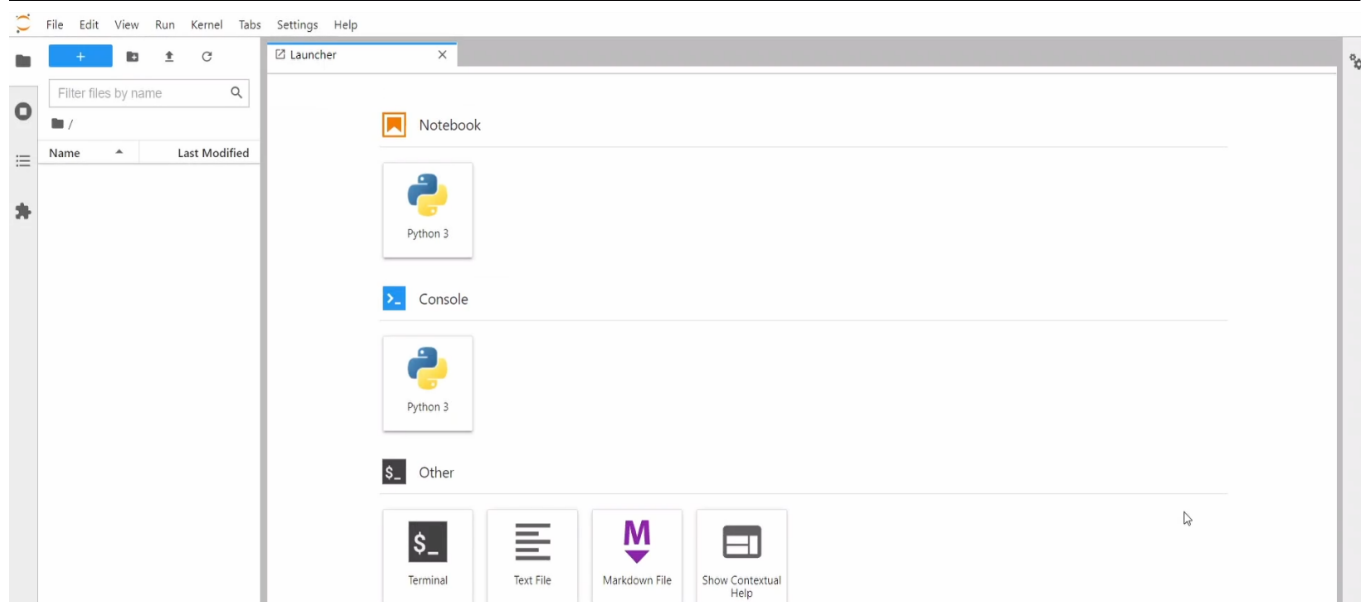 File Edit View Run Kernel Tabs Settings Help
+
Launcher
Filter files by name
/
Name Last Modified
Notebook
Python 3
Console
Python 3
$_ Other
$_
M
Terminal Text File Markdown File Show Contextual
Help